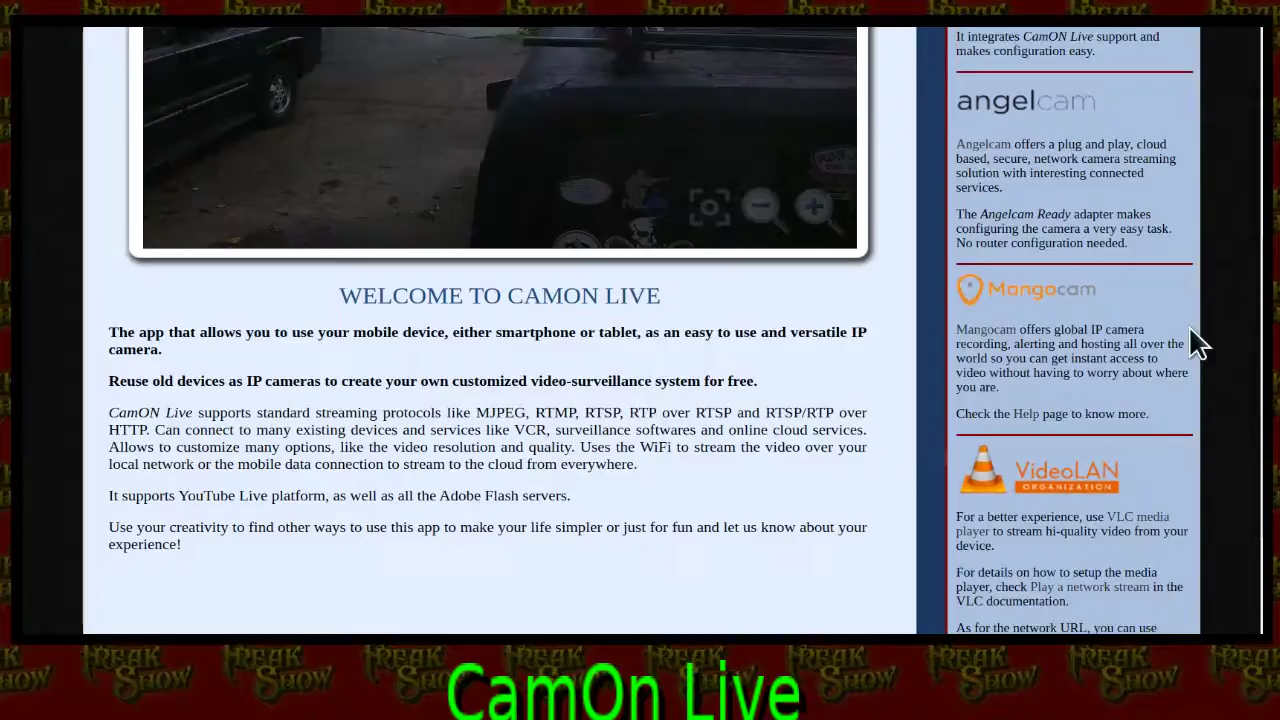 WELCOME TO CAMON LIVE
The app that allows you to use your mobile device, either smartphone or tablet, as an easy to use and versatile IP
camera.
Reuse old devices as IP cameras to create your own customized video-surveillance system for free.
CamON Live supports standard streaming protocols like MJPEG, RTMP, RTSP, RTP over RTSP and RTSP/RTP over
HTTP. Can connect to many existing devices and services like VCR, surveillance softwares and online cloud services.
Allows to customize many options, like the video resolution and quality. Uses the WiFi to stream the video over your
local network or the mobile data connection to stream to the cloud from everywhere.
It supports YouTube Live platform, as well as all the Adobe Flash servers.
Use your creativity to find other ways to use this app to make your life simpler or just for fun and let us know about your
experience!
It integrates CamON Live support and
makes configuration easy.
angelcam
Angelcam offers a plug and play, cloud
based, secure, network camera streaming
solution with interesting connected
services.
The Angelcam Ready adapter makes
configuring the camera a very easy task.
No router configuration needed.
Mangocam
Mangocam offers global IP camera
recording, alerting and hosting all over the
world so you can get instant access to
video without having to worry about where
you are.
Check the Help page to know more.
VideoLAN
ORGANIZATION
For a better experience, use VLC media
player to stream hi-quality video from your
device.
For details on how to setup the media
player, check Play a network stream in the
VLC documentation.
As for the network URL, you can use
FREAK SHOW
CamOn Live